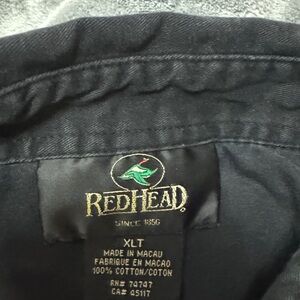 REDHEAD
SINCE 1856
XLT
MADE IN MACAU
FABRIQUE EN MACAO
100% COTTON/COTON
RN# 74747
CA# 45117